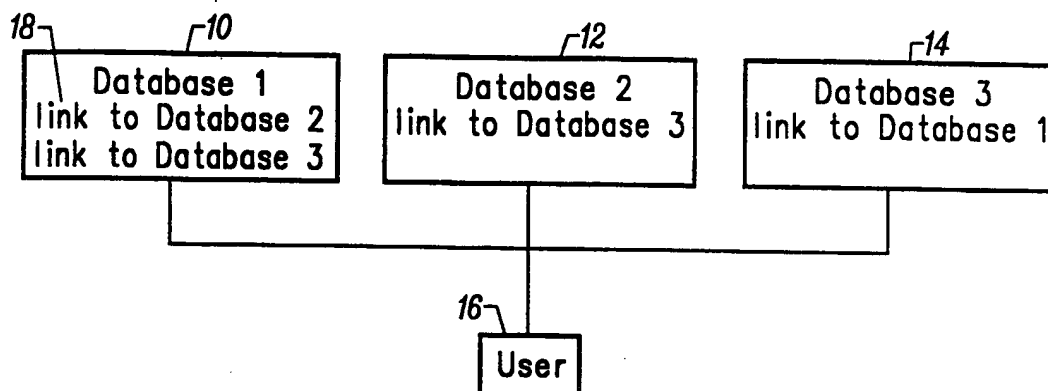 18
10
Database 1
link to Database 2
link to Database 3
12
Database 2
link to Database 3
14
Database 3
link to Database 1
16
User